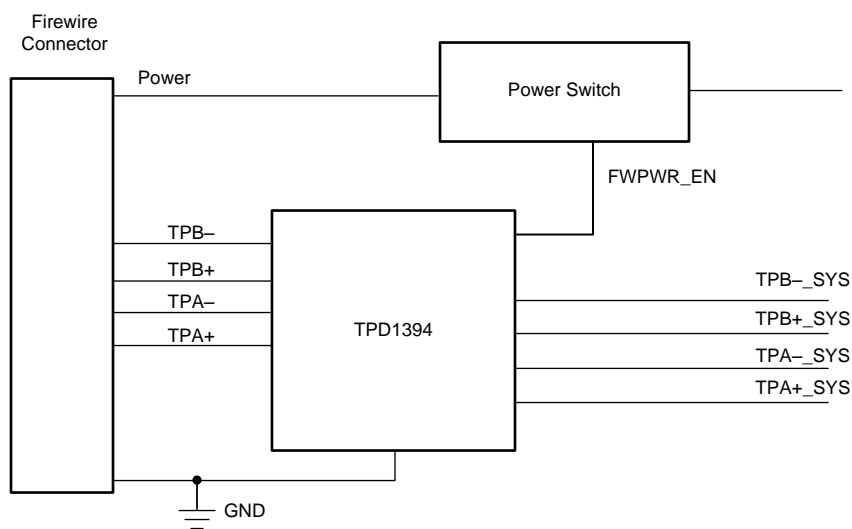 Firewire
Connector
Power
Power Switch
FWPWR_EN
TPB–
TPB+
TPA–
TPA+
TPD1394
TPB–_SYS
TPB+_SYS
TPA–_SYS
TPA+_SYS
GND